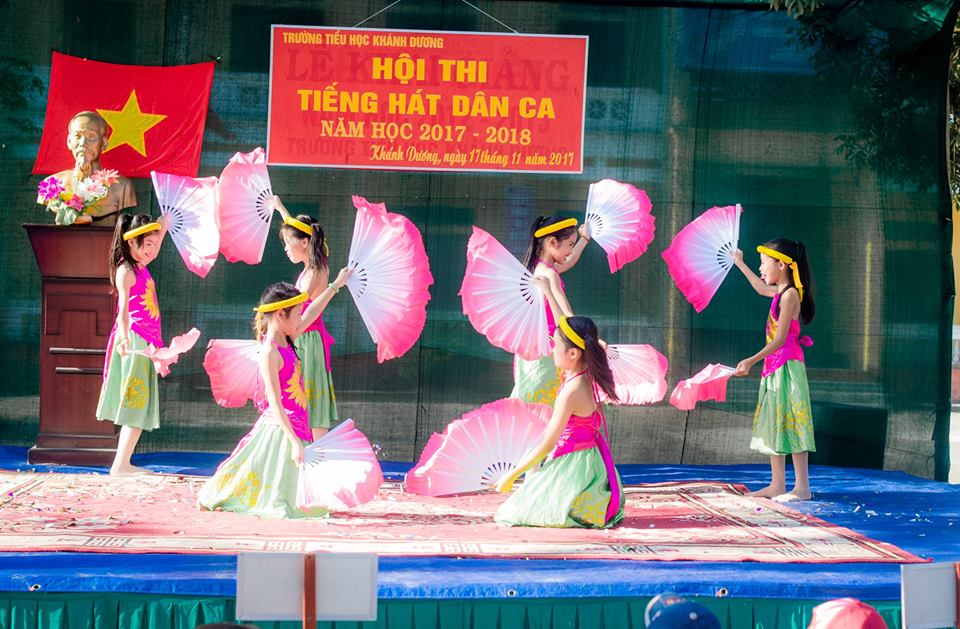 TRƯỜNG TIỂU HỌC KHÁNH DƯƠNG
HỘI THI
TIẾNG HÁT DÂN CA
NĂM HỌC 2017 - 2018
Khánh Dương, ngày 17 tháng 11 năm 2017